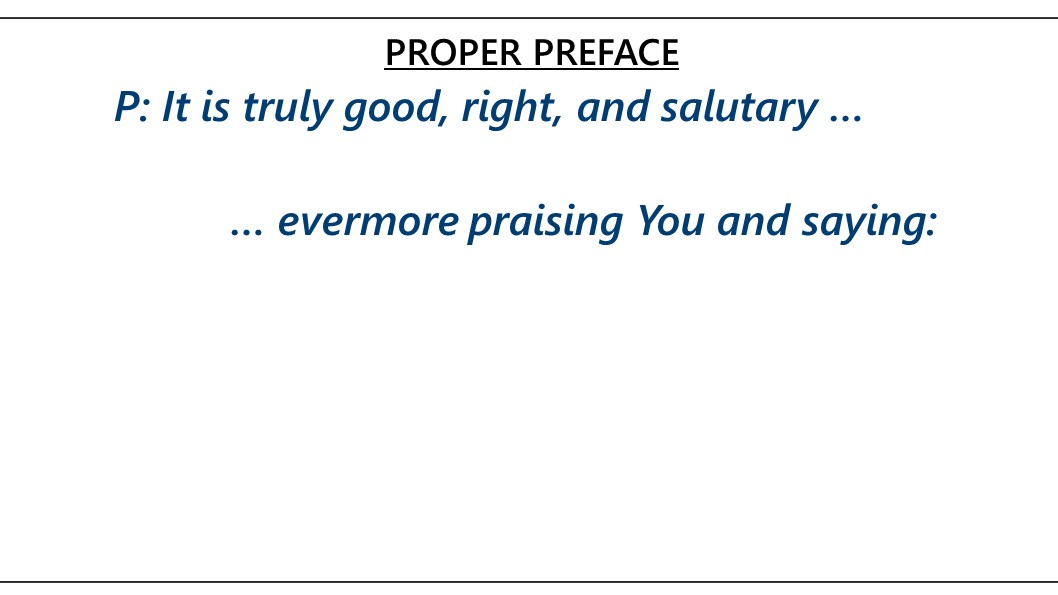 PROPER PREFACE
P: It is truly good, right, and salutary ...
... evermore praising You and saying: